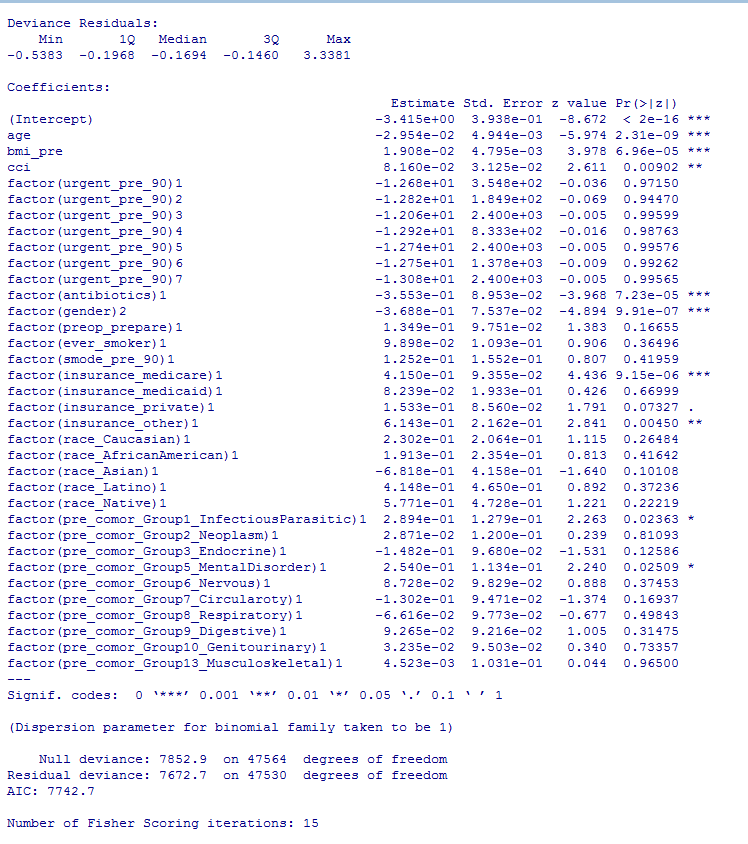 Deviance Residuals:
    Min       1Q   Median       3Q      Max
-0.5383  -0.1968  -0.1694  -0.1460   3.3381

Coefficients:
                                                Estimate Std. Error z value Pr(>|z|)
(Intercept)                                   -3.415e+00  3.938e-01  -8.672  < 2e-16 ***
age                                           -2.954e-02  4.944e-03  -5.974 2.31e-09 ***
bmi_pre                                        1.908e-02  4.795e-03   3.978 6.96e-05 ***
cci                                            8.160e-02  3.125e-02   2.611  0.00902 **
factor(urgent_pre_90)1                        -1.268e+01  3.548e+02  -0.036  0.97150
factor(urgent_pre_90)2                        -1.282e+01  1.849e+02  -0.069  0.94470
factor(urgent_pre_90)3                        -1.206e+01  2.400e+03  -0.005  0.99599
factor(urgent_pre_90)4                        -1.292e+01  8.333e+02  -0.016  0.98763
factor(urgent_pre_90)5                        -1.274e+01  2.400e+03  -0.005  0.99576
factor(urgent_pre_90)6                        -1.275e+01  1.378e+03  -0.009  0.99262
factor(urgent_pre_90)7                        -1.308e+01  2.400e+03  -0.005  0.99565
factor(antibiotics)1                          -3.553e-01  8.953e-02  -3.968 7.23e-05 ***
factor(gender)2                               -3.688e-01  7.537e-02  -4.894 9.91e-07 ***
factor(preop_prepare)1                         1.349e-01  9.751e-02   1.383  0.16655
factor(ever_smoker)1                           9.898e-02  1.093e-01   0.906  0.36496
factor(smode_pre_90)1                          1.252e-01  1.552e-01   0.807  0.41959
factor(insurance_medicare)1                    4.150e-01  9.355e-02   4.436 9.15e-06 ***
factor(insurance_medicaid)1                    8.239e-02  1.933e-01   0.426  0.66999
factor(insurance_private)1                     1.533e-01  8.560e-02   1.791  0.07327 .
factor(insurance_other)1                       6.143e-01  2.162e-01   2.841  0.00450 **
factor(race_Caucasian)1                        2.302e-01  2.064e-01   1.115  0.26484
factor(race_AfricanAmerican)1                  1.913e-01  2.354e-01   0.813  0.41642
factor(race_Asian)1                           -6.818e-01  4.158e-01  -1.640  0.10108
factor(race_Latino)1                           4.148e-01  4.650e-01   0.892  0.37236
factor(race_Native)1                           5.771e-01  4.728e-01   1.221  0.22219
factor(pre_comor_Group1_InfectiousParasitic)1  2.894e-01  1.279e-01   2.263  0.02363 *
factor(pre_comor_Group2_Neoplasm)1             2.871e-02  1.200e-01   0.239  0.81093
factor(pre_comor_Group3_Endocrine)1           -1.482e-01  9.680e-02  -1.531  0.12586
factor(pre_comor_Group5_MentalDisorder)1       2.540e-01  1.134e-01   2.240  0.02509 *
factor(pre_comor_Group6_Nervous)1              8.728e-02  9.829e-02   0.888  0.37453
factor(pre_comor_Group7_Circularoty)1         -1.302e-01  9.471e-02  -1.374  0.16937
factor(pre_comor_Group8_Respiratory)1         -6.616e-02  9.773e-02  -0.677  0.49843
factor(pre_comor_Group9_Digestive)1            9.265e-02  9.216e-02   1.005  0.31475
factor(pre_comor_Group10_Genitourinary)1       3.235e-02  9.503e-02   0.340  0.73357
factor(pre_comor_Group13_Musculoskeletal)1     4.523e-03  1.031e-01   0.044  0.96500
---
Signif. codes:  0 ‘***’ 0.001 ‘**’ 0.01 ‘*’ 0.05 ‘.’ 0.1 ‘ ’ 1

(Dispersion parameter for binomial family taken to be 1)

    Null deviance: 7852.9  on 47564  degrees of freedom
Residual deviance: 7672.7  on 47530  degrees of freedom
AIC: 7742.7

Number of Fisher Scoring iterations: 15